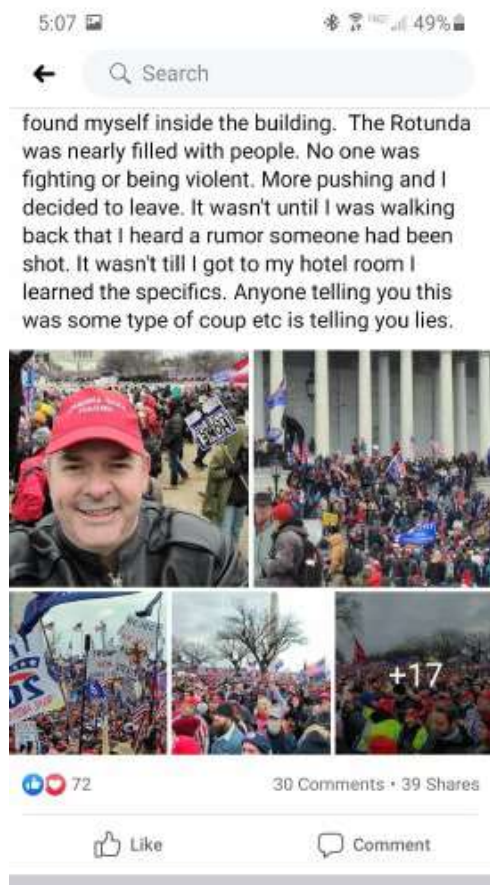 5:07
49%
Search
found myself inside the building. The Rotunda
was nearly filled with people. No one was
fighting or being violent. More pushing and I
decided to leave. It wasn't until I was walking
back that I heard a rumor someone had been
shot. It wasn't till I got to my hotel room I
learned the specifics. Anyone telling you this
was some type of coup etc is telling you lies.
+17
72
30 Comments • 39 Shares
Like
Comment